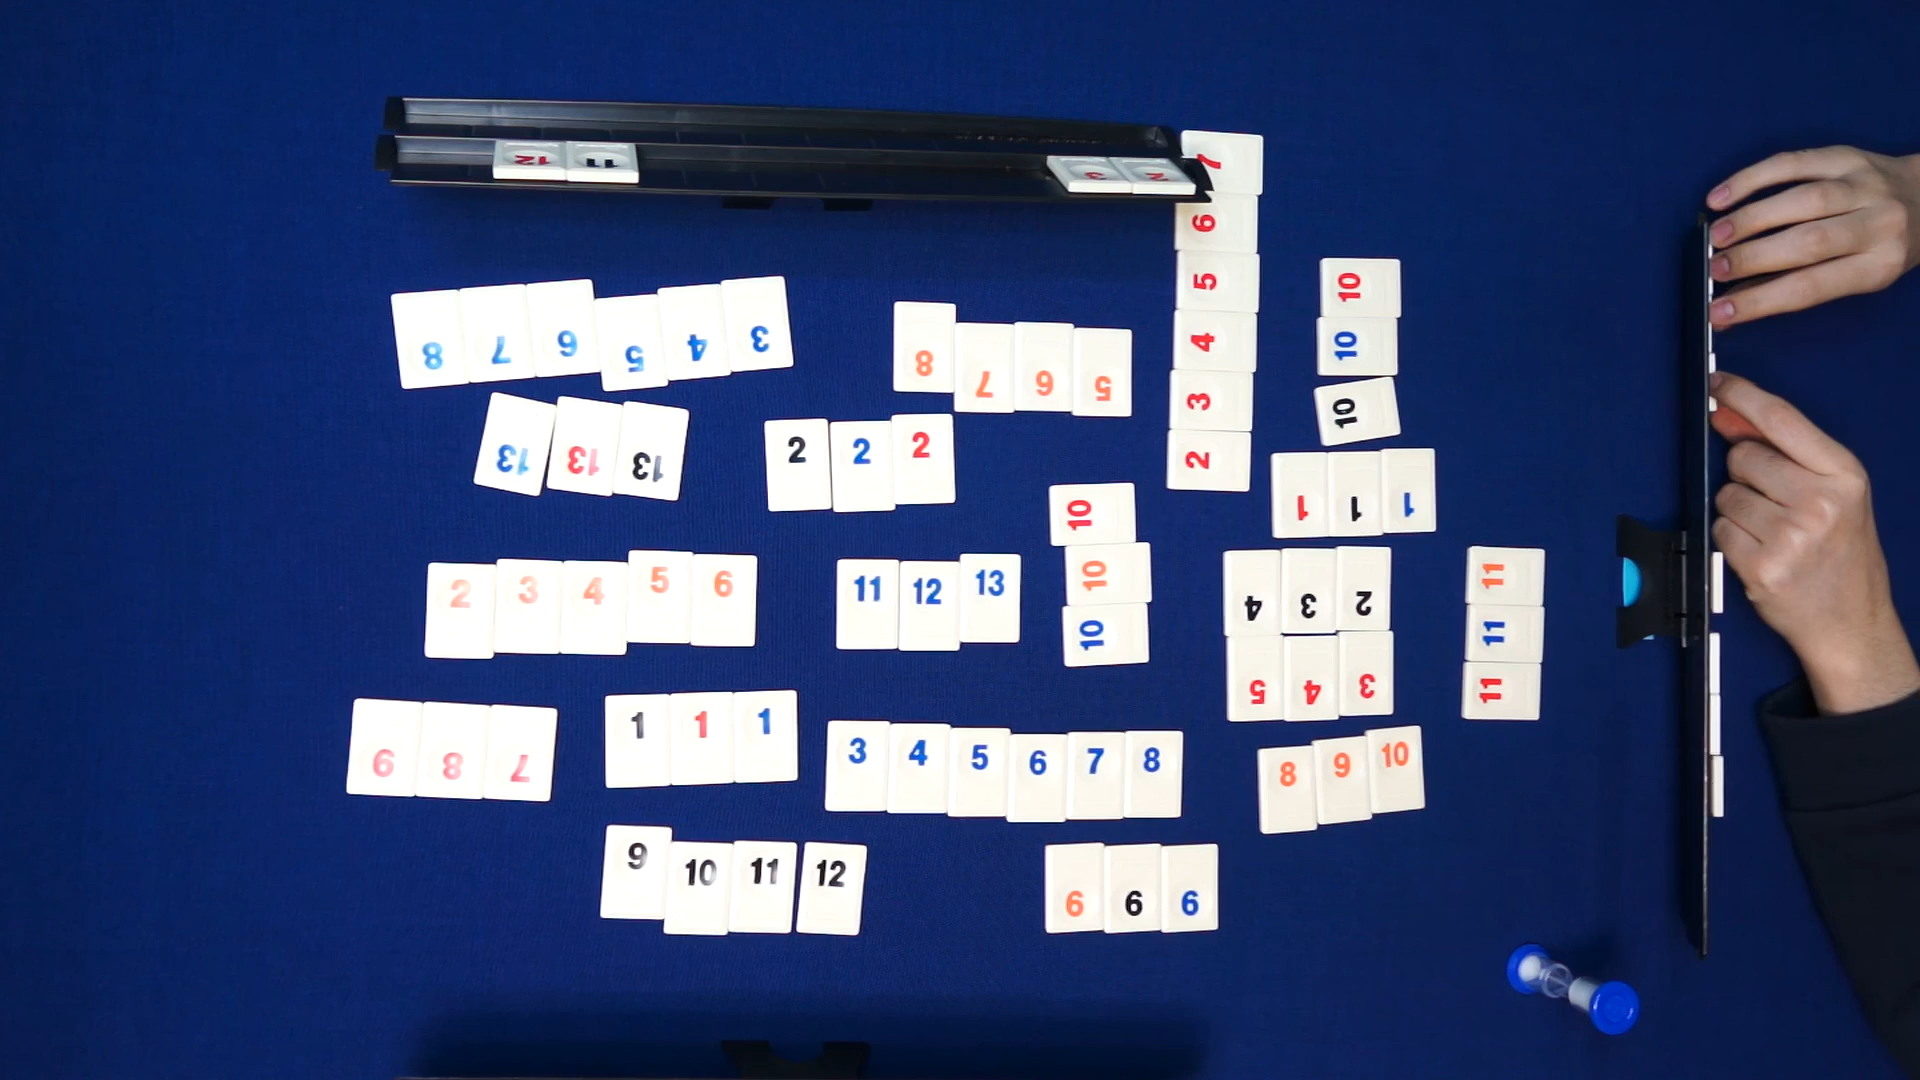 12 11
3 2
7
6
5
4
3
2
10
10
10
8 7 6 5 4 3
8 7 6 5
13 13 13
2 2 2
1 1 1
10
10
10
2 3 4 5 6
11 12 13
4 3 2
5 4 3
11
11
11
9 8 7
1 1 1
3 4 5 6 7 8
8 9 10
9 10 11 12
6 6 6